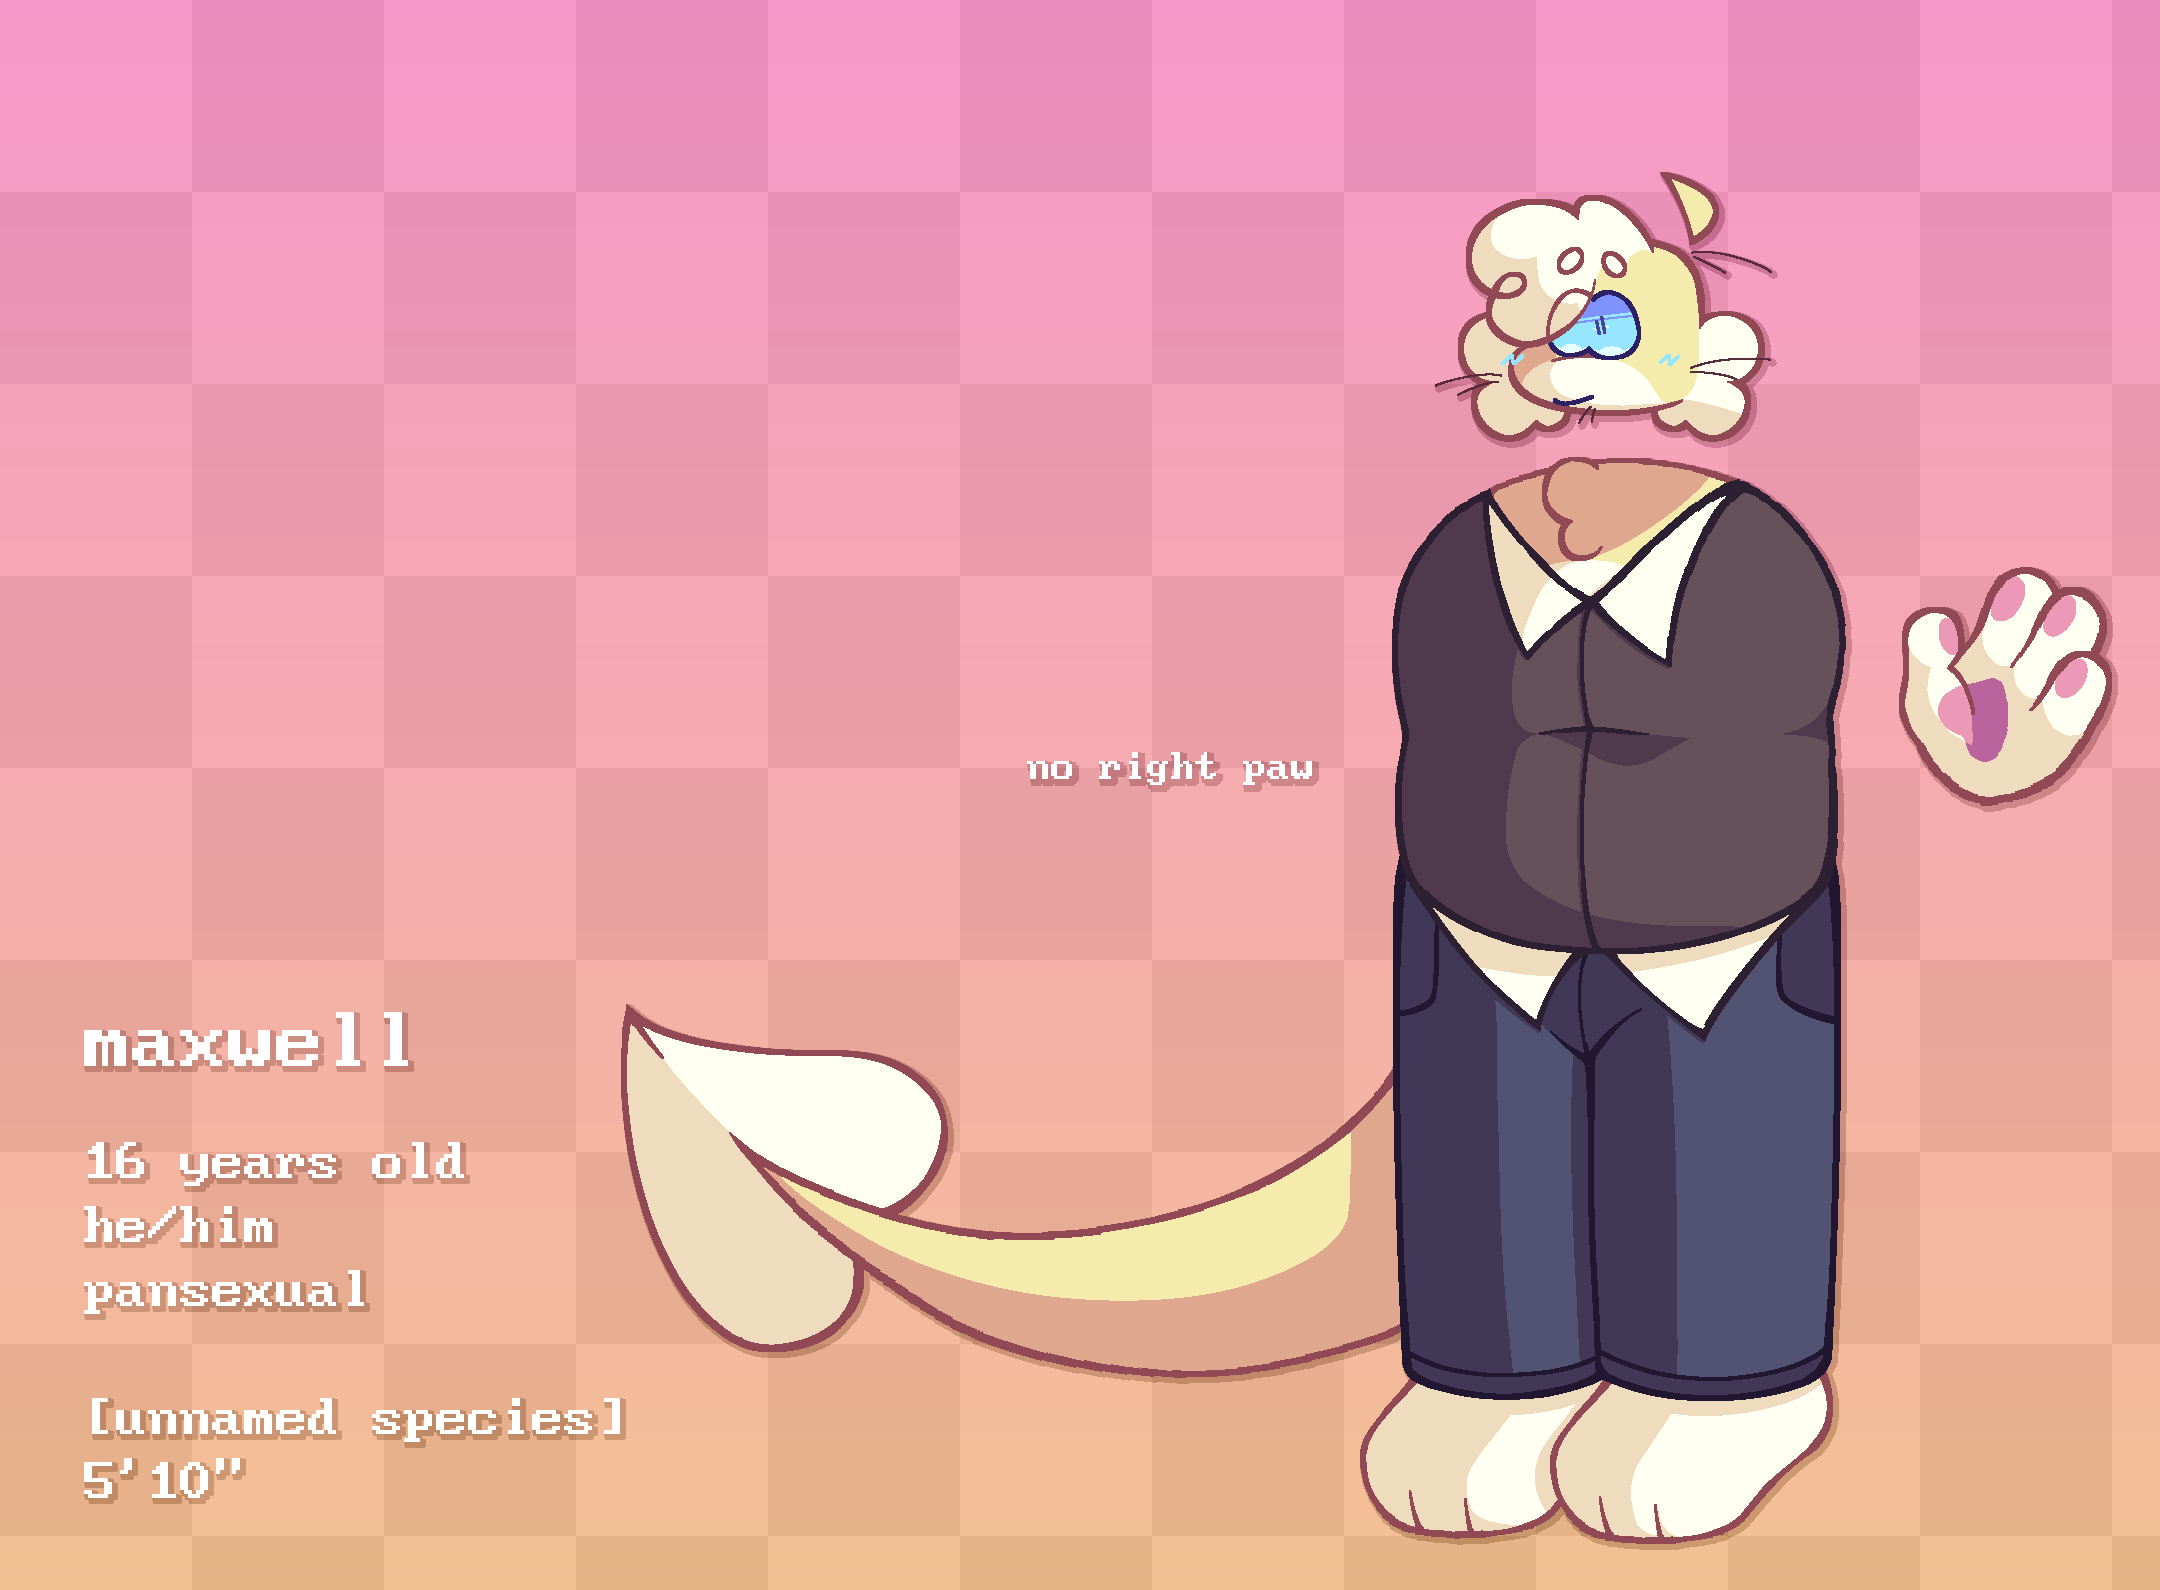 no right paw
maxwell
16 years old
he/him
pansexual
[unnamed species]
5'10"